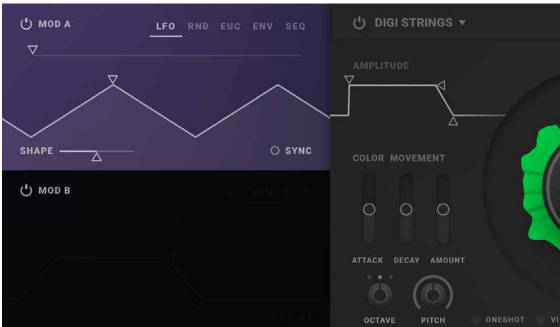 MOD A
LFO RND EUC ENV SEQ
SHAPE
SYNC
MOD B
ENV
DIGI STRINGS
AMPLITUDE
COLOR MOVEMENT
ATTACK DECAY AMOUNT
OCTAVE PITCH ONESHOT